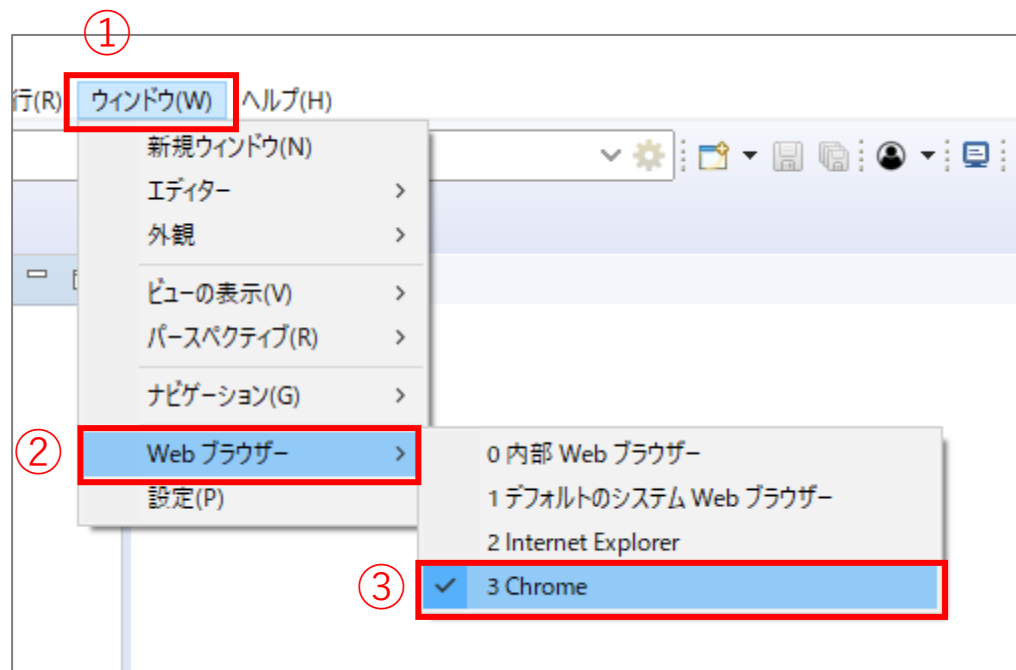 ①
行(R) ウィンドウ(W) ヘルプ(H)
新規ウィンドウ(N)
エディター
外観
ビューの表示(V)
パースペクティブ(R)
ナビゲーション(G)
② Web ブラウザー
設定(P)
0 内部 Web ブラウザー
1 デフォルトのシステム Web ブラウザー
2 Internet Explorer
③ 3 Chrome